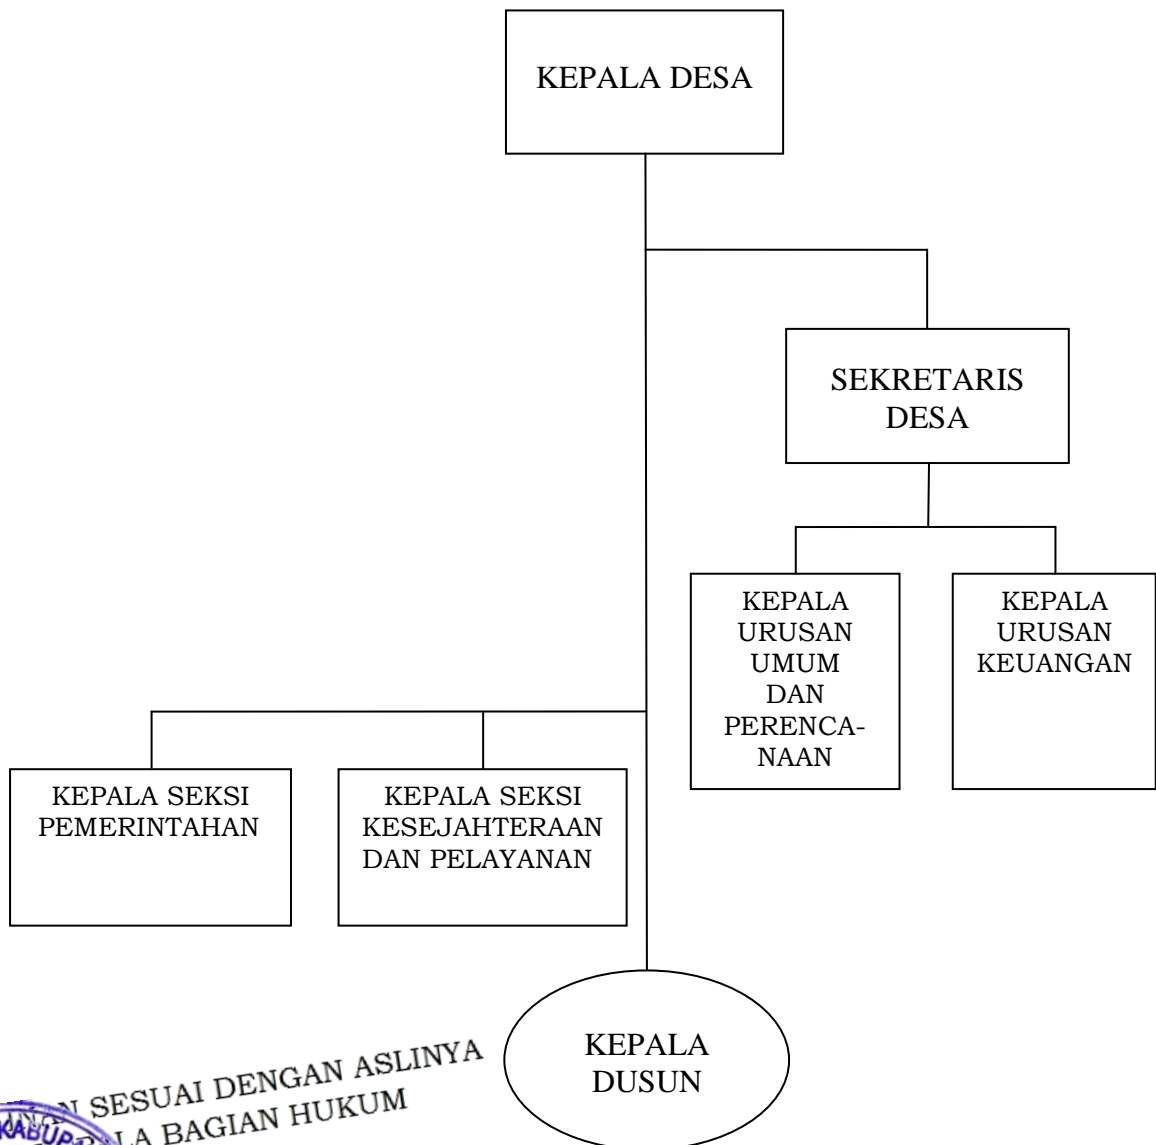 KEPALA DESA
SEKRETARIS
DESA
KEPALA
URUSAN
UMUM
DAN
PERENCA-
NAAN
KEPALA
URUSAN
KEUANGAN
KEPALA SEKSI
PEMERINTAHAN
KEPALA SEKSI
KESEJAHTERAAN
DAN PELAYANAN
KEPALA
DUSUN
SESUAI DENGAN ASLINYA
BAGIAN HUKUM